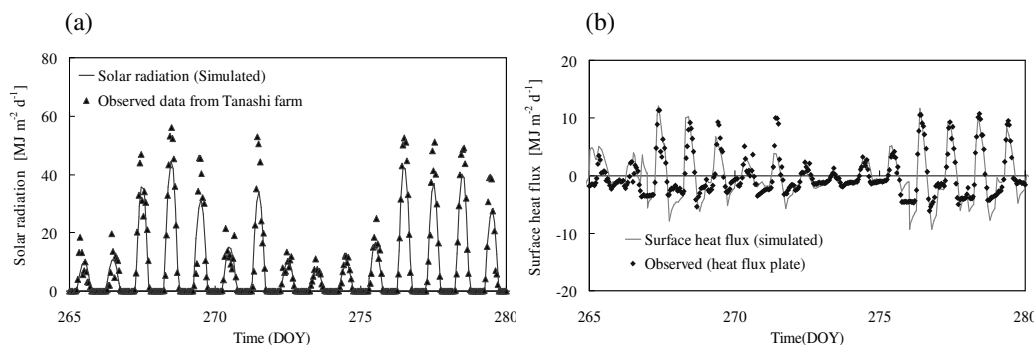 (a)
80
60
40
20
0
Solar radiation [MJ m-2 d-1]
Solar radiation (Simulated)
Observed data from Tanashi farm
265
270
275
280
Time (DOY)
(b)
20
10
0
-10
-20
Surface heat flux [MJ m-2 d-1]
Surface heat flux (simulated)
Observed (heat flux plate)
265
270
275
280
Time(DOY)